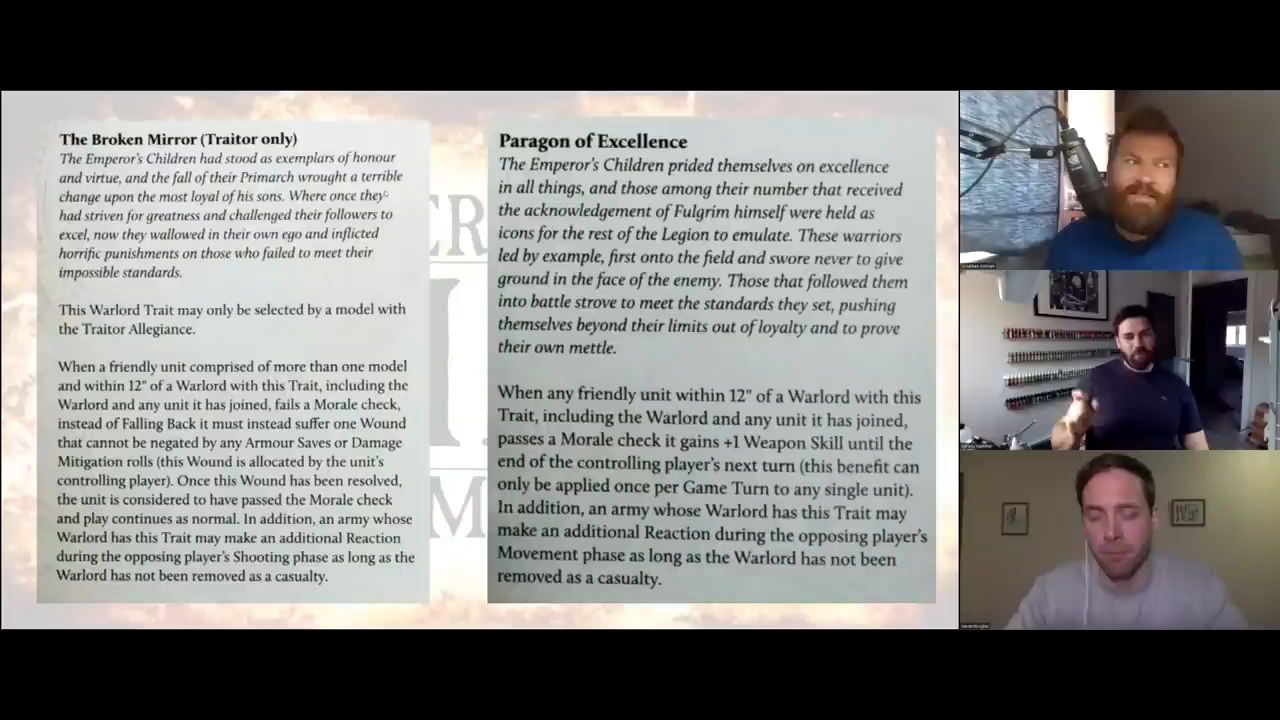 The Broken Mirror (Traitor only)
The Emperor's Children had stood as exemplars of honour
and virtue, and the fall of their Primarch wrought a terrible
change upon the most loyal of his sons. Where once they
had striven for greatness and challenged their followers to
excel, now they wallowed in their own ego and inflicted
horrific punishments on those who failed to meet their
impossible standards.
This Warlord Trait may only be selected by a model with
the Traitor Allegiance.
When a friendly unit comprised of more than one model
and within 12" of a Warlord with this Trait, including the
Warlord and any unit it has joined, fails a Morale check,
instead of Falling Back it must instead suffer one Wound
that cannot be negated by any Armour Saves or Damage
Mitigation rolls (this Wound is allocated by the unit's
controlling player). Once this Wound has been resolved,
the unit is considered to have passed the Morale check
and play continues as normal. In addition, an army whose
Warlord has this Trait may make an additional Reaction
during the opposing player's Shooting phase as long as the
Warlord has not been removed as a casualty.
Paragon of Excellence
The Emperor's Children prided themselves on excellence
in all things, and those among their number that received
the acknowledgement of Fulgrim himself were held as
icons for the rest of the Legion to emulate. These warriors
led by example, first onto the field and swore never to give
ground in the face of the enemy. Those that followed them
into battle strove to meet the standards they set, pushing
themselves beyond their limits out of loyalty and to prove
their own mettle.
When any friendly unit within 12" of a Warlord with this
Trait, including the Warlord and any unit it has joined,
passes a Morale check it gains +1 Weapon Skill until the
end of the controlling player's next turn (this benefit can
only be applied once per Game Turn to any single unit).
In addition, an army whose Warlord has this Trait may
make an additional Reaction during the opposing player's
Movement phase as long as the Warlord has not been
removed as a casualty.